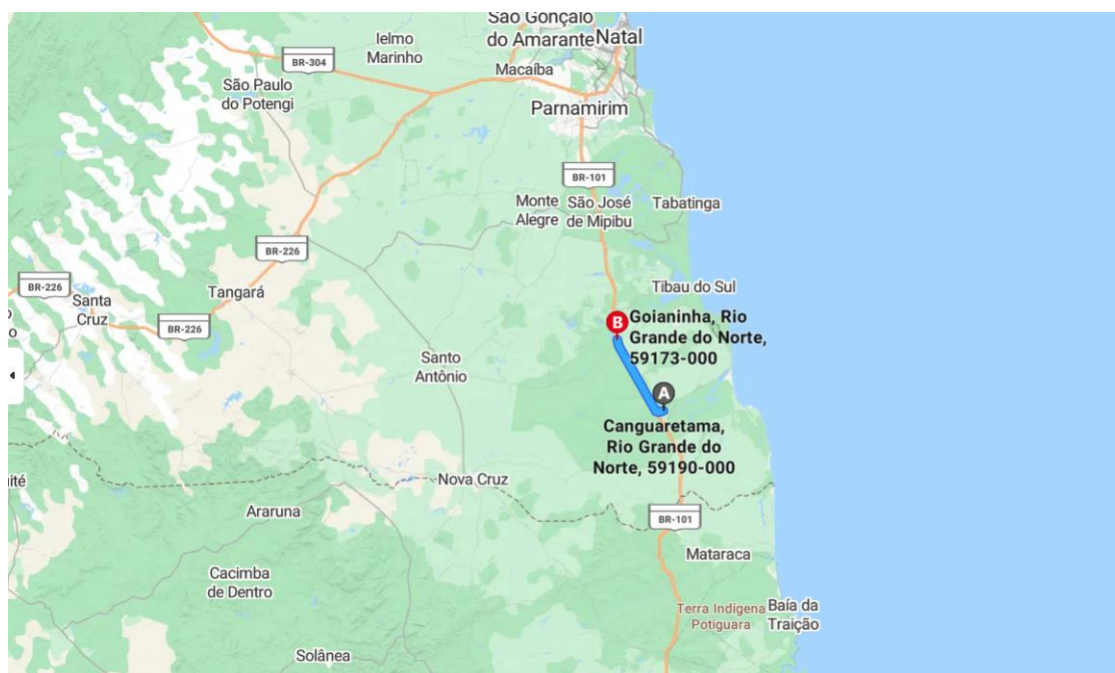 São Gonçalo
do Amarante
Natal
Ielmo
Marinho
BR-304
Macaíba
São Paulo
do Potengi
Parnamirim
BR-101
Monte
Alegre
São José
de Mipibu
Tabatinga
BR-226
BR-226
Tangará
Santa
Cruz
BR-226
Tibau do Sul
B
Goianinha, Rio
Grande do Norte,
59173-000
Santo
Antônio
A
Canguaretama,
Rio Grande do
Norte, 59190-000
Nova Cruz
Araruna
BR-101
Mataraca
Cacimba
de Dentro
Terra Indígena
Potiguara
Baía da
Traição
Solânea